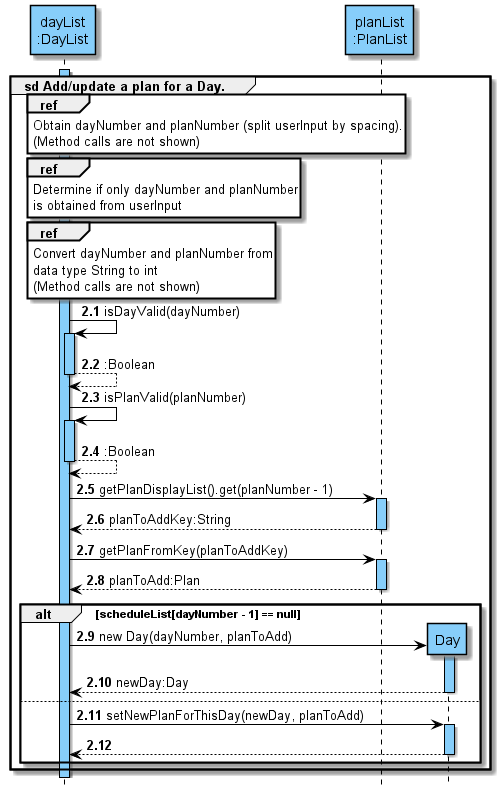 dayList
:DayList
planList
:PlanList
sd Add/update a plan for a Day.
ref
Obtain dayNumber and planNumber (split userInput by spacing).
(Method calls are not shown)
ref
Determine if only dayNumber and planNumber
is obtained from userInput
ref
Convert dayNumber and planNumber from
data type String to int
(Method calls are not shown)
2.1 isDayValid(dayNumber)
2.2 :Boolean
2.3 isPlanValid(planNumber)
2.4 :Boolean
2.5 getPlanDisplayList().get(planNumber - 1)
2.6 planToAddKey:String
2.7 getPlanFromKey(planToAddKey)
2.8 planToAdd:Plan
alt [scheduleList[dayNumber - 1] == null]
2.9 new Day(dayNumber, planToAdd)
Day
2.10 newDay:Day
2.11 setNewPlanForThisDay(newDay, planToAdd)
2.12